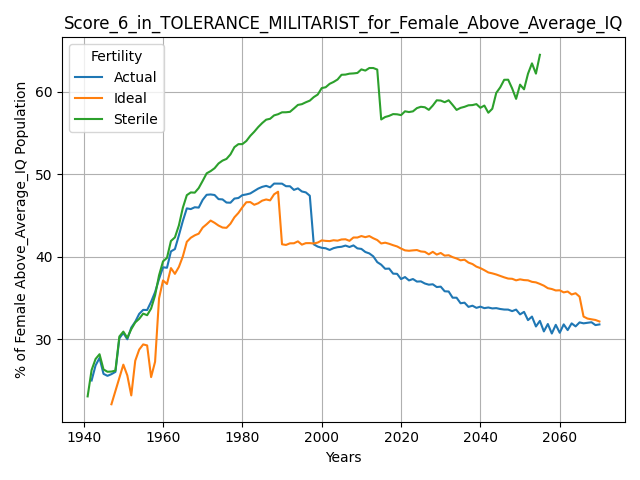 Score_6_in_TOLERANCE_MILITARIST_for_Female_Above_Average_IQ
Fertility
Actual
Ideal
Sterile
% of Female Above_Average_IQ Population
60
50
40
30
1940
1960
1980
2000
2020
2040
2060
Years